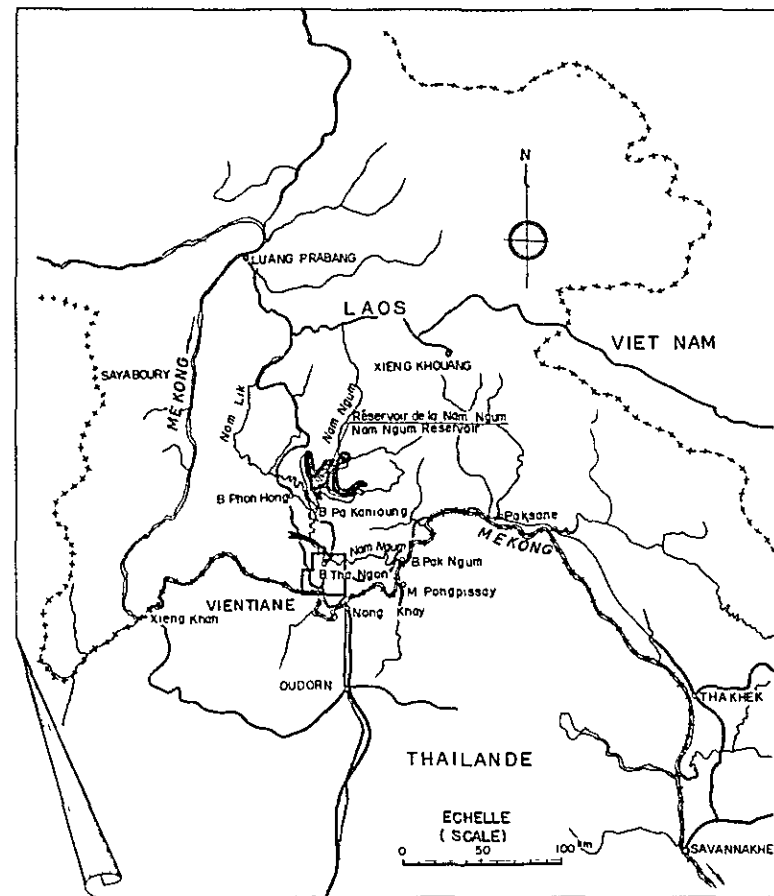 N
LUANG PRABANG
LAOS
VIET NAM
XIENG KHOUANG
SAYABOURY
MEKONG
Nam Lik
Nam Ngum
Réservoir de la Nam Ngum
Nam Ngum Reservoir
B Phon Hong
B Pa Kanioung
Paksane
MEKONG
Nam Ngum
B Pak Ngum
B Tha Ngon
M Pongpissay
VIENTIANE
Nong Khay
Xieng Khan
OUDORN
THAKHEK
THAILANDE
ECHELLE
(SCALE)
0 50 100 km
SAVANNAKHE